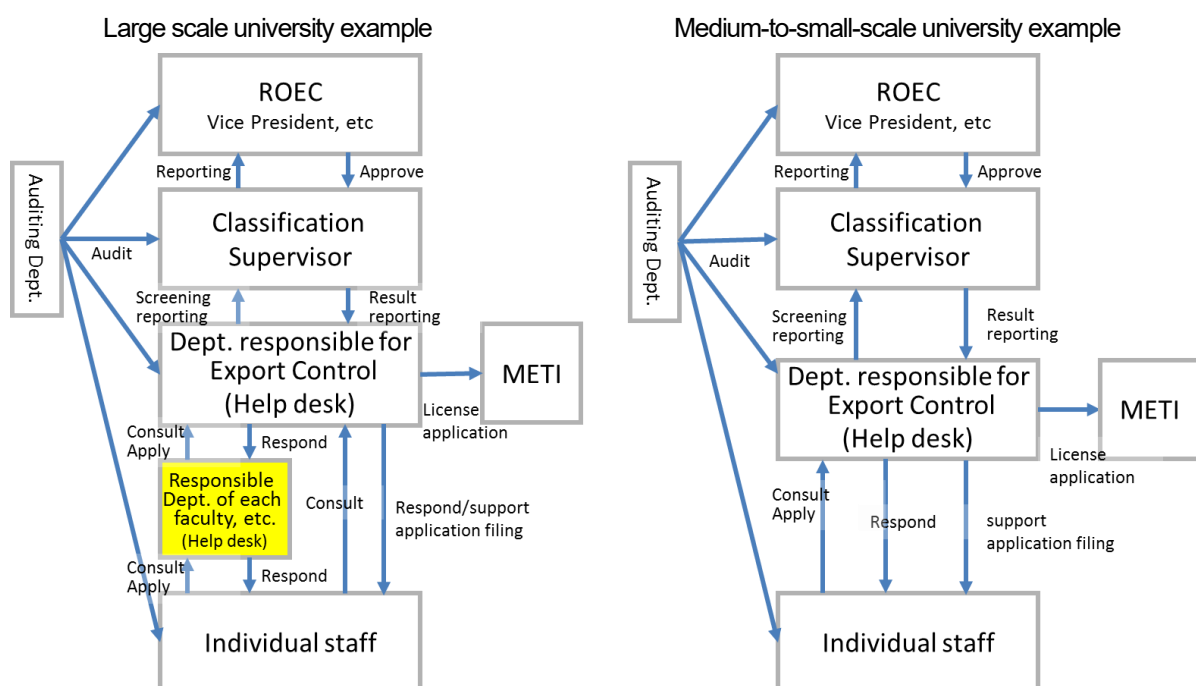 Large scale university example
ROEC
Vice President, etc
Auditing Dept.
Reporting
Approve
Classification
Supervisor
Audit
Screening
reporting
Result
reporting
Dept. responsible for
Export Control
(Help desk)
METI
License
application
Consult
Apply
Respond
Responsible
Dept. of each
faculty, etc.
(Help desk)
Consult
Respond/support
application filing
Consult
Apply
Respond
Individual staff
Medium-to-small-scale university example
ROEC
Vice President, etc
Auditing Dept.
Reporting
Approve
Classification
Supervisor
Audit
Screening
reporting
Result
reporting
Dept. responsible for
Export Control
(Help desk)
METI
License
application
Consult
Apply
Respond
support
application filing
Individual staff